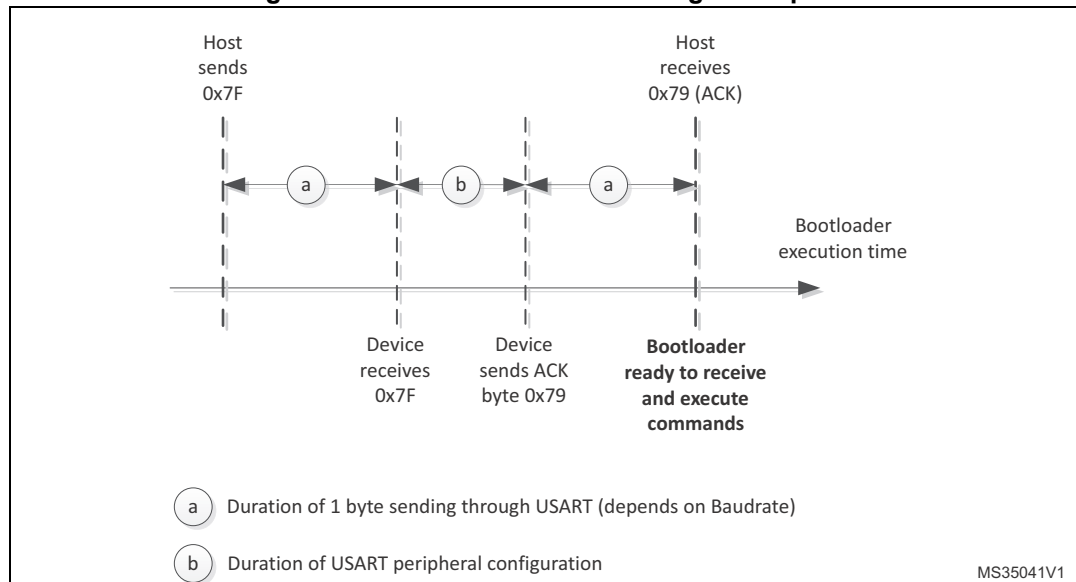 Host
sends
0x7F
Host
receives
0x79 (ACK)
a
b
a
Bootloader
execution time
Device
receives
0x7F
Device
sends ACK
byte 0x79
Bootloader
ready to receive
and execute
commands
a Duration of 1 byte sending through USART (depends on Baudrate)
b Duration of USART peripheral configuration
MS35041V1